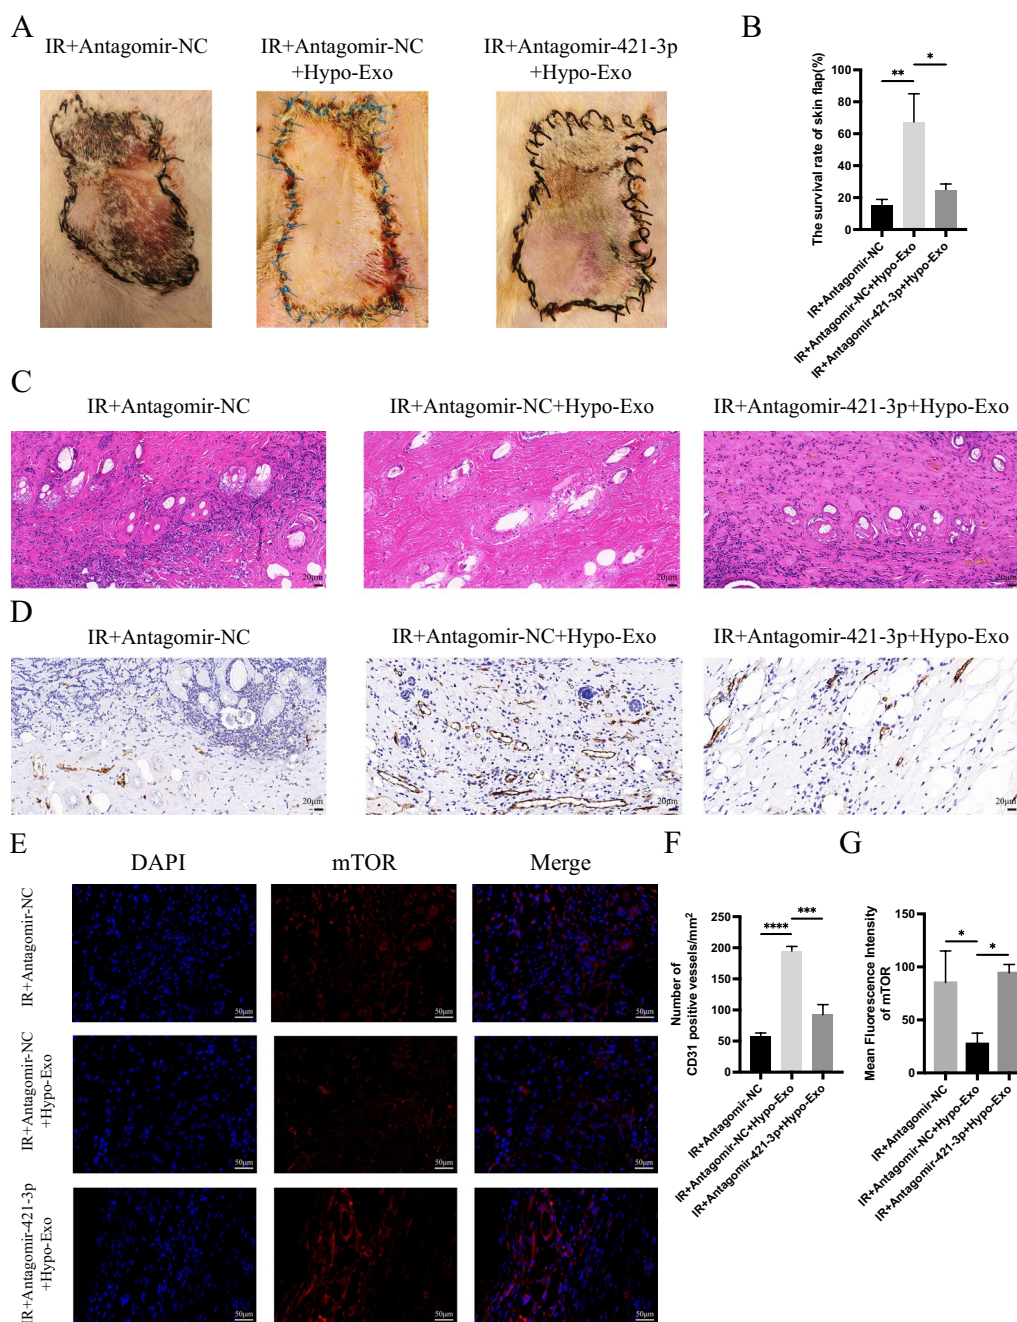 A
IR+Antagomir-NC
IR+Antagomir-NC
+Hypo-Exo
IR+Antagomir-421-3p
+Hypo-Exo
B
The survival rate of skin flap(%)
100
80
60
40
20
0
**
*
IR+Antagomir-NC
IR+Antagomir-NC+Hypo-Exo
IR+Antagomir-421-3p+Hypo-Exo
C
IR+Antagomir-NC
IR+Antagomir-NC+Hypo-Exo
IR+Antagomir-421-3p+Hypo-Exo
20μm
20μm
20μm
D
IR+Antagomir-NC
IR+Antagomir-NC+Hypo-Exo
IR+Antagomir-421-3p+Hypo-Exo
20μm
20μm
20μm
E
DAPI
mTOR
Merge
IR+Antagomir-NC
50μm
50μm
50μm
IR+Antagomir-NC
+Hypo-Exo
50μm
50μm
50μm
IR+Antagomir-421-3p
+Hypo-Exo
50μm
50μm
50μm
F
Number of
CD31 positive vessels/mm²
250
200
150
100
50
0
****
***
IR+Antagomir-NC
IR+Antagomir-NC+Hypo-Exo
IR+Antagomir-421-3p+Hypo-Exo
G
Mean Fluorescence Intensity
of mTOR
150
100
50
0
*
*
IR+Antagomir-NC
IR+Antagomir-NC+Hypo-Exo
IR+Antagomir-421-3p+Hypo-Exo